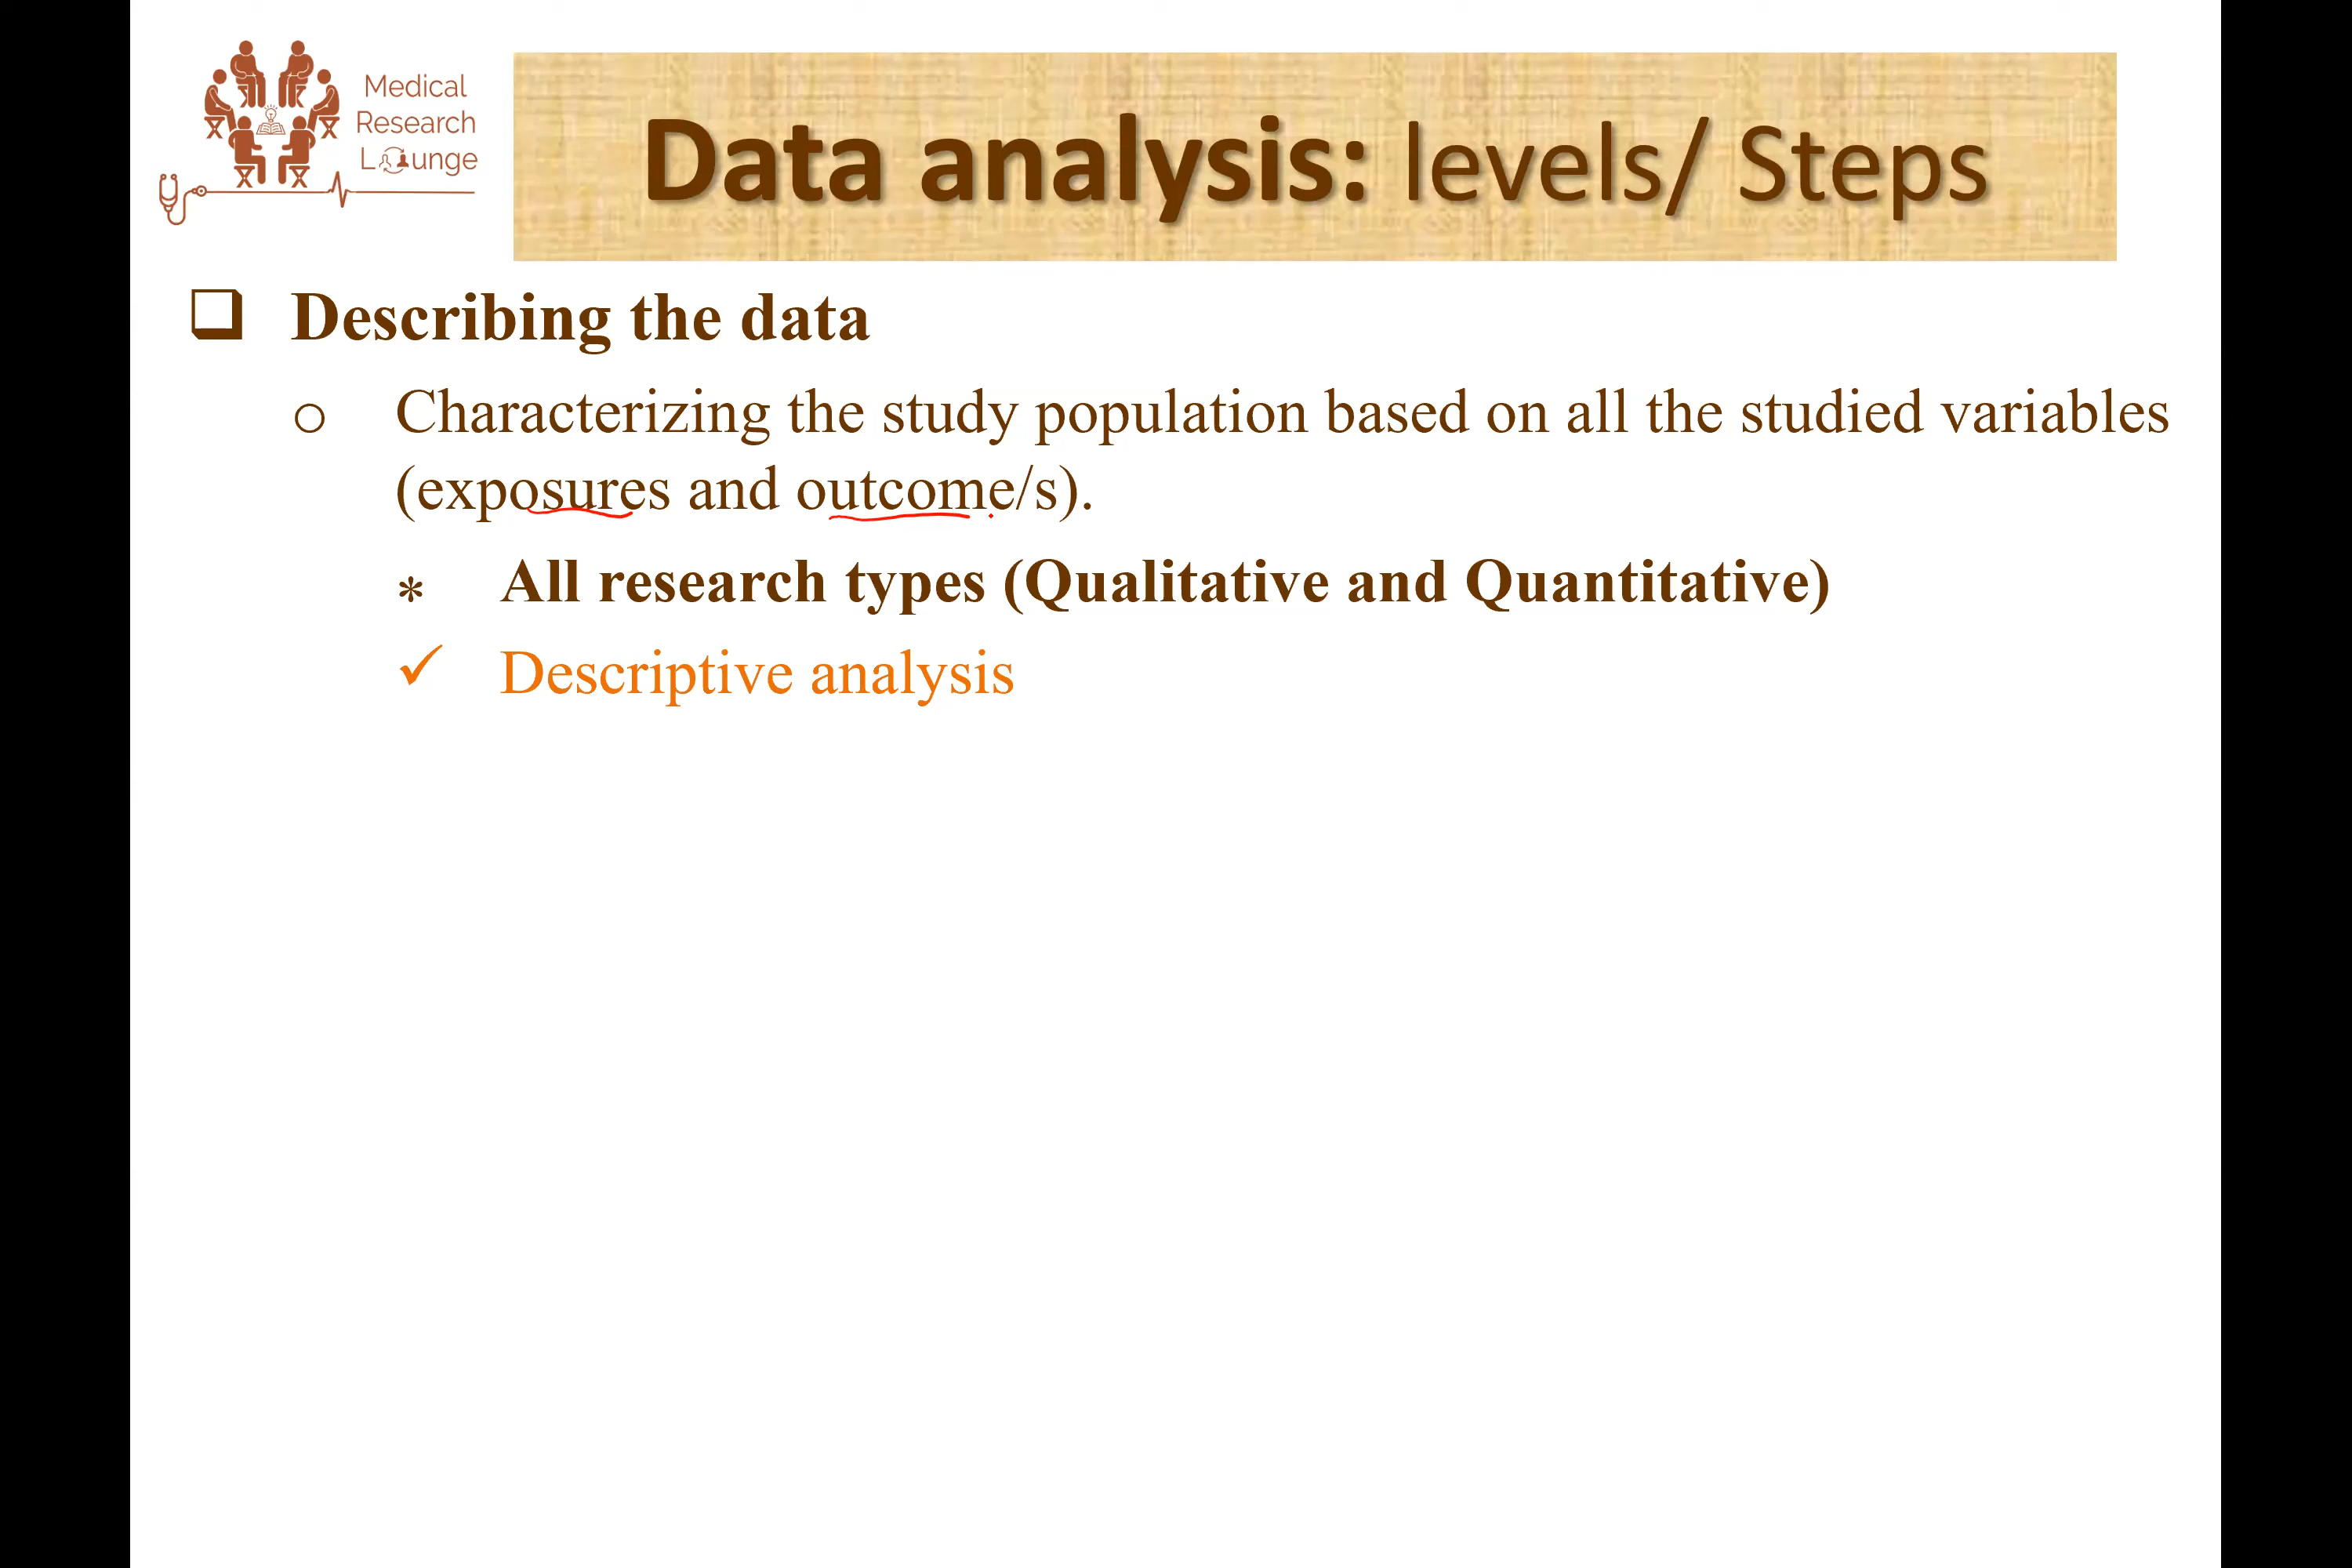 Medical
Research
Lounge
Data analysis: levels/ Steps
Describing the data
Characterizing the study population based on all the studied variables
(exposures and outcome/s).
All research types (Qualitative and Quantitative)
Descriptive analysis